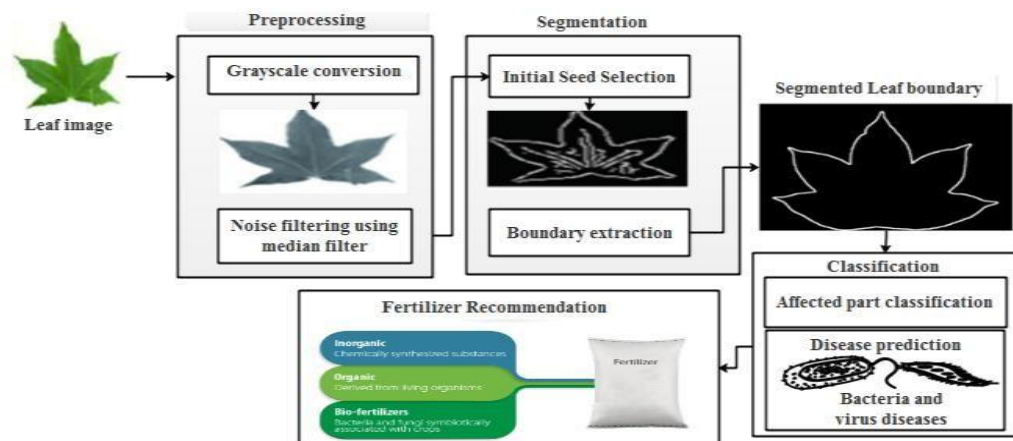 Leaf image
Preprocessing
Grayscale conversion
Noise filtering using
median filter
Segmentation
Initial Seed Selection
Boundary extraction
Segmented Leaf boundary
Classification
Affected part classification
Disease prediction
Bacteria and
virus diseases
Fertilizer Recommendation
Inorganic
Chemically synthesized substances
Organic
Derived from living organisms
Bio-fertilizers
Bacteria and fungi symbiotically
associated with crops
Fertilizer